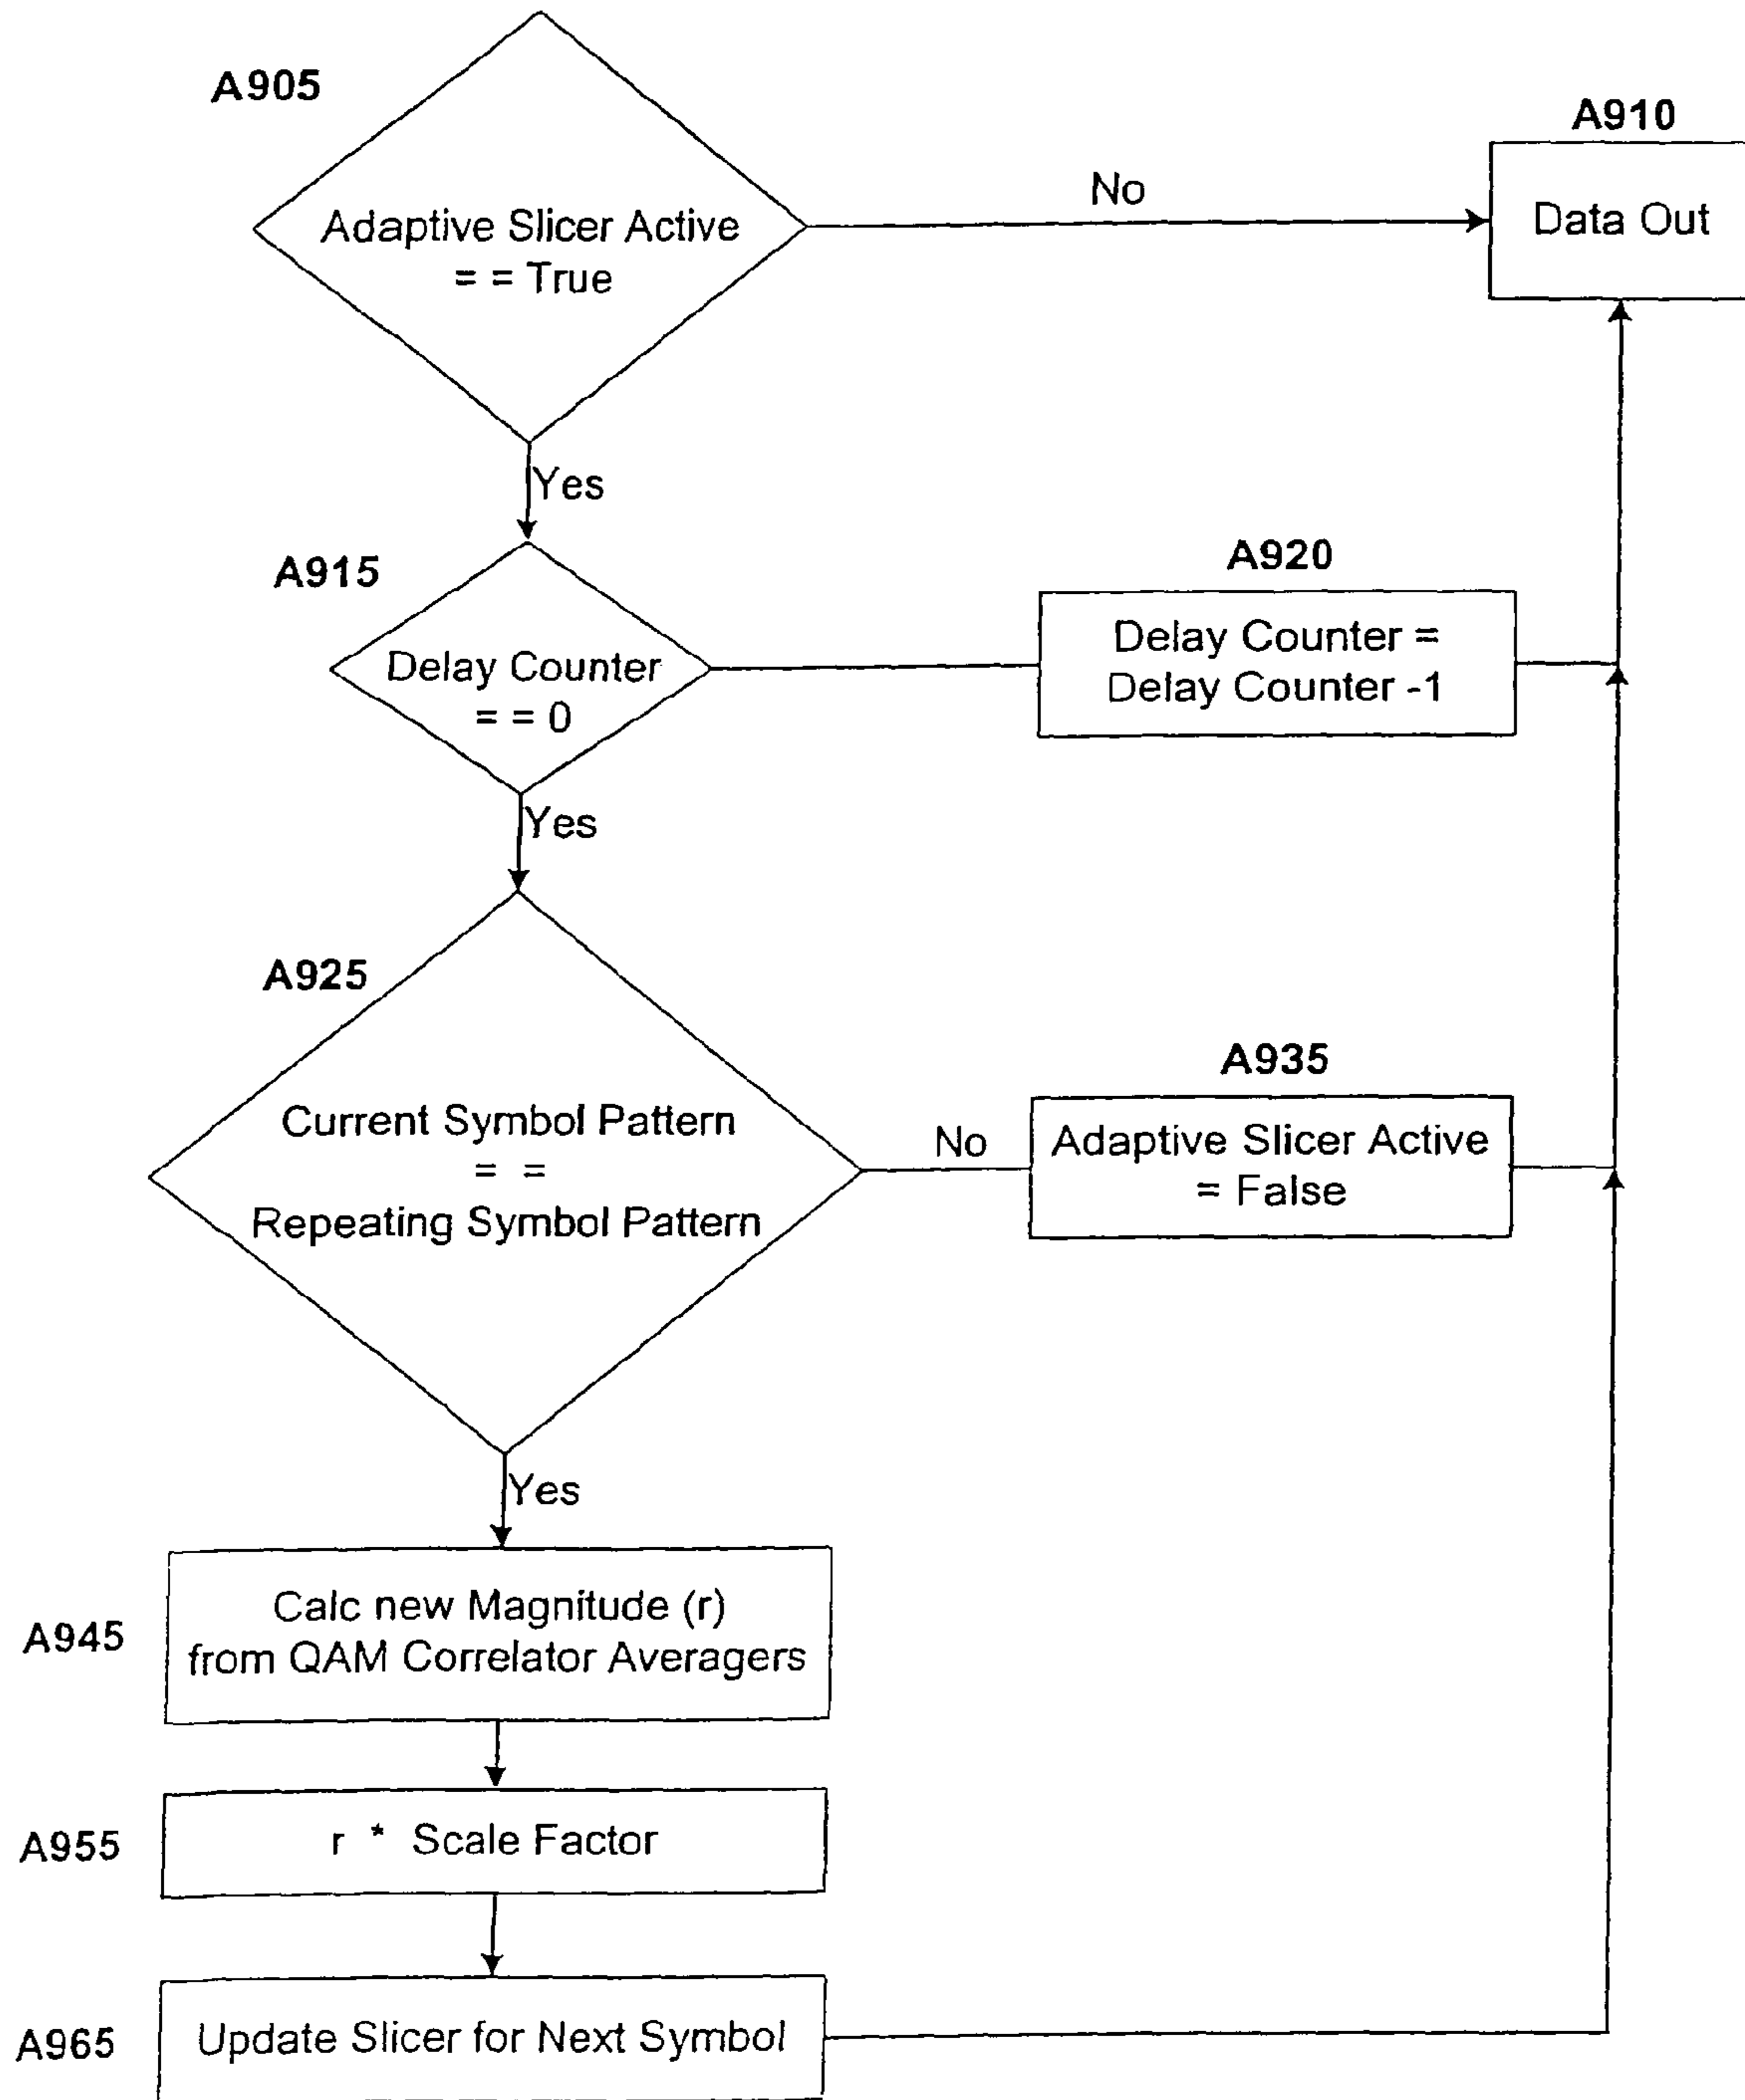 A905
Adaptive Slicer Active
= = True
No
A910
Data Out
Yes
A915
Delay Counter
= = 0
A920
Delay Counter =
Delay Counter -1
Yes
A925
Current Symbol Pattern
= =
Repeating Symbol Pattern
No
A935
Adaptive Slicer Active
= False
Yes
A945
Calc new Magnitude (r)
from QAM Correlator Averagers
A955
r * Scale Factor
A965
Update Slicer for Next Symbol